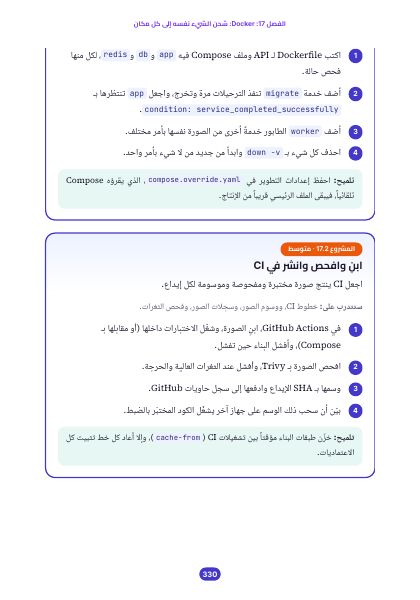 الفصل 17: Docker: شحن الشيء نفسه إلى كل مكان
1 اكتب Dockerfile لـ API وملف Compose فيه app و db و redis، لكل منها
فحص حالة.
2 أضف خدمة migrate تنفذ الترحيلات مرة وتخرج، واجعل app تنتظرها بـ
condition: service_completed_successfully.
3 أضف worker الطابور خدمةً أخرى من الصورة نفسها بأمر مختلف.
4 احذف كل شيء بـ down -v وابدأ من جديد من لا شيء بأمر واحد.
تلميح: احفظ إعدادات التطوير في compose.override.yaml، الذي يقرؤه Compose
تلقائياً، فيبقى الملف الرئيسي قريباً من الإنتاج.
المشروع 17.2 · متوسط
ابنِ وافحص وانشر في CI
اجعل CI ينتج صورة مختبرة ومفحوصة وموسومة لكل إيداع.
ستتدرب على: خطوط CI، ووسوم الصور، وسجلات الصور، وفحص الثغرات.
1 في GitHub Actions، ابنِ الصورة، وشغّل الاختبارات داخلها (أو مقابلها بـ
Compose)، وأفشل البناء حين تفشل.
2 افحص الصورة بـ Trivy، وأفشل عند الثغرات العالية والحرجة.
3 وسمها بـ SHA الإيداع وادفعها إلى سجل حاويات GitHub.
4 بيّن أن سحب ذلك الوسم على جهاز آخر يشغّل الكود المختبَر بالضبط.
تلميح: خزّن طبقات البناء مؤقتاً بين تشغيلات CI (cache-from)، وإلا أعاد كل خط تثبيت كل
الاعتماديات.
330